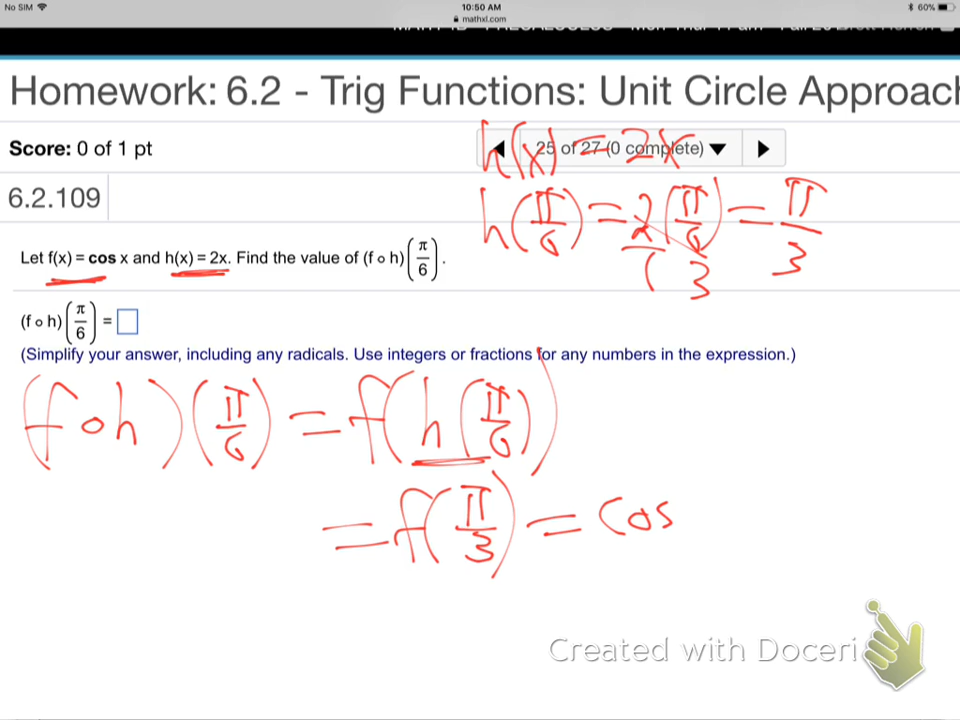 No SIM 10:50 AM 60%
mathxl.com
Homework: 6.2 - Trig Functions: Unit Circle Approach
Score: 0 of 1 pt
25 of 27 (0 complete)
h(x) = 2x
6.2.109
h(π/6) = 2/1 (π/6) = π/3
3
Let f(x) = cos x and h(x) = 2x. Find the value of (f ∘ h)(π/6).
(f ∘ h)(π/6) =
(Simplify your answer, including any radicals. Use integers or fractions for any numbers in the expression.)
(f∘h)(π/6) = f(h(π/6))
= f(π/3) = cos
Created with Doceri